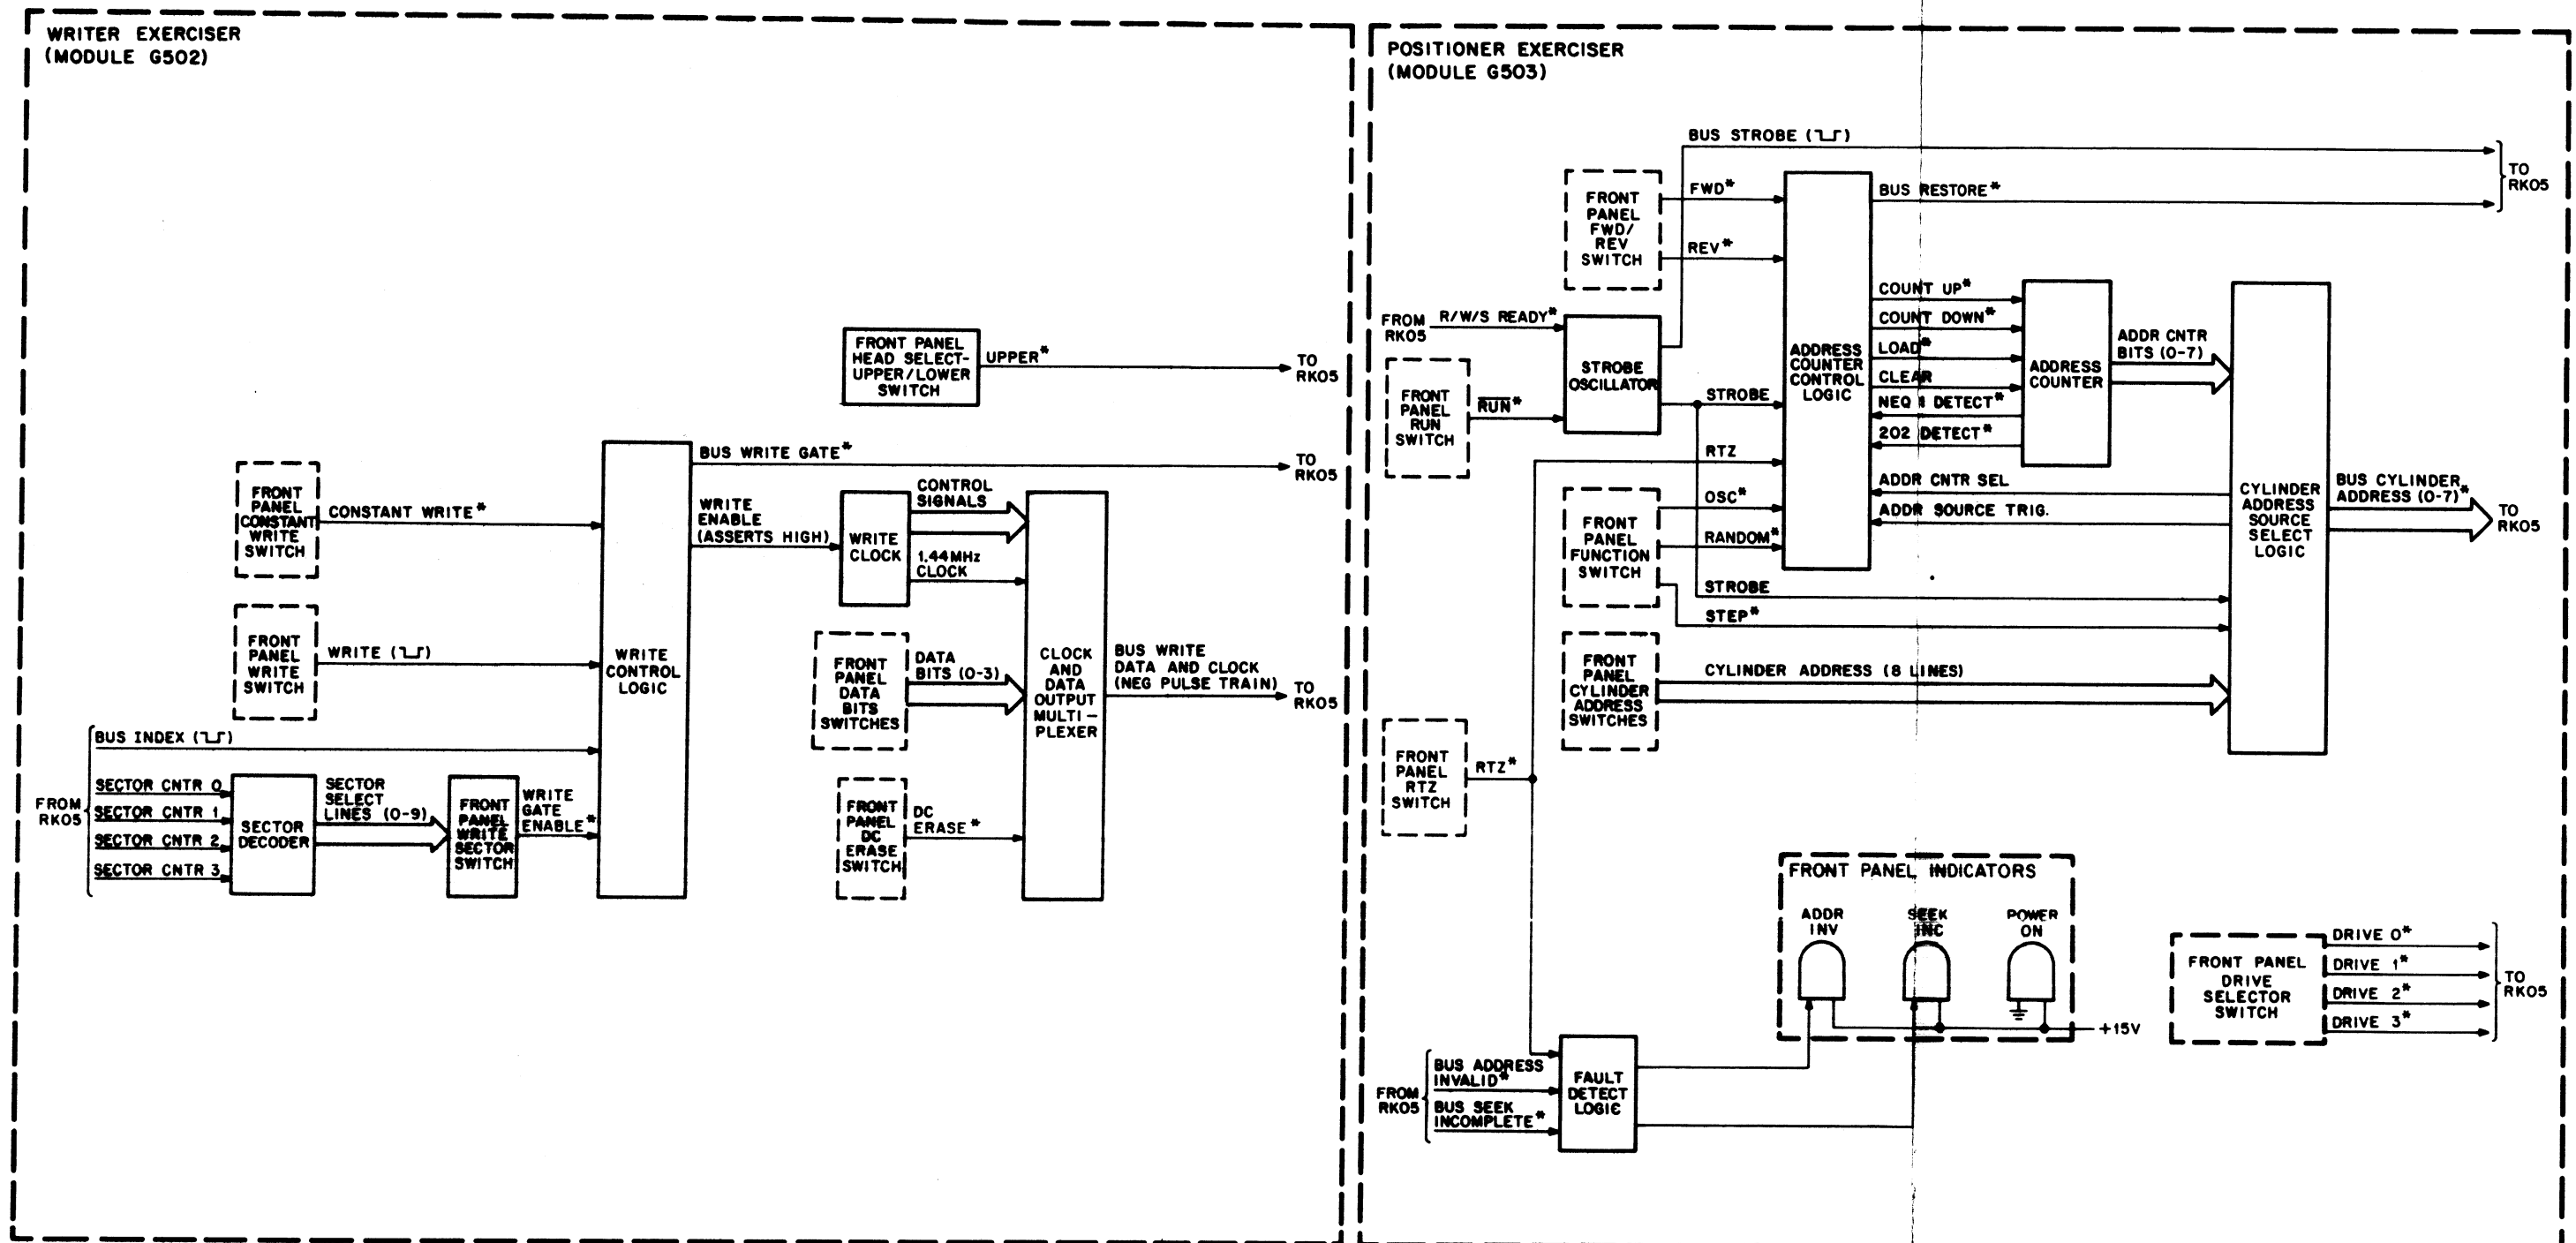 WRITER EXERCISER
(MODULE G502)
FRONT PANEL
HEAD SELECT-
UPPER/LOWER
SWITCH
UPPER*
TO
RK05
BUS WRITE GATE*
TO
RK05
FRONT
PANEL
CONSTANT
WRITE
SWITCH
CONSTANT WRITE*
WRITE
ENABLE
(ASSERTS HIGH)
WRITE
CLOCK
CONTROL
SIGNALS
1.44MHz
CLOCK
FRONT
PANEL
WRITE
SWITCH
WRITE (
)
WRITE
CONTROL
LOGIC
FRONT
PANEL
DATA
BITS
SWITCHES
DATA
BITS (0-3)
CLOCK
AND
DATA
OUTPUT
MULTI-
PLEXER
BUS WRITE
DATA AND CLOCK
(NEG PULSE TRAIN)
TO
RK05
BUS INDEX (
)
FROM
RK05
SECTOR CNTR 0
SECTOR CNTR 1
SECTOR CNTR 2
SECTOR CNTR 3
SECTOR
DECODER
SECTOR
SELECT
LINES (0-9)
FRONT
PANEL
WRITE
SECTOR
SWITCH
WRITE
GATE
ENABLE*
FRONT
PANEL
DC
ERASE
SWITCH
DC
ERASE*
POSITIONER EXERCISER
(MODULE G503)
BUS STROBE (
)
TO
RK05
FRONT
PANEL
FWD/
REV
SWITCH
FWD*
REV*
BUS RESTORE*
FROM
RK05
R/W/S READY*
FRONT
PANEL
RUN
SWITCH
RUN*
STROBE
OSCILLATOR
STROBE
RTZ
ADDRESS
COUNTER
CONTROL
LOGIC
COUNT UP*
COUNT DOWN*
LOAD*
CLEAR
NEQ 1 DETECT*
202 DETECT*
ADDRESS
COUNTER
ADDR CNTR
BITS (0-7)
ADDR CNTR SEL
ADDR SOURCE TRIG.
FRONT
PANEL
FUNCTION
SWITCH
OSC*
RANDOM*
STROBE
STEP*
CYLINDER
ADDRESS
SOURCE
SELECT
LOGIC
BUS CYLINDER
ADDRESS (0-7)*
TO
RK05
FRONT
PANEL
CYLINDER
ADDRESS
SWITCHES
CYLINDER ADDRESS (8 LINES)
FRONT
PANEL
RTZ
SWITCH
RTZ*
FRONT PANEL INDICATORS
ADDR
INV
SEEK
INC
POWER
ON
+15V
FROM
RK05
BUS ADDRESS
INVALID*
BUS SEEK
INCOMPLETE*
FAULT
DETECT
LOGIC
FRONT PANEL
DRIVE
SELECTOR
SWITCH
DRIVE 0*
DRIVE 1*
DRIVE 2*
DRIVE 3*
TO
RK05